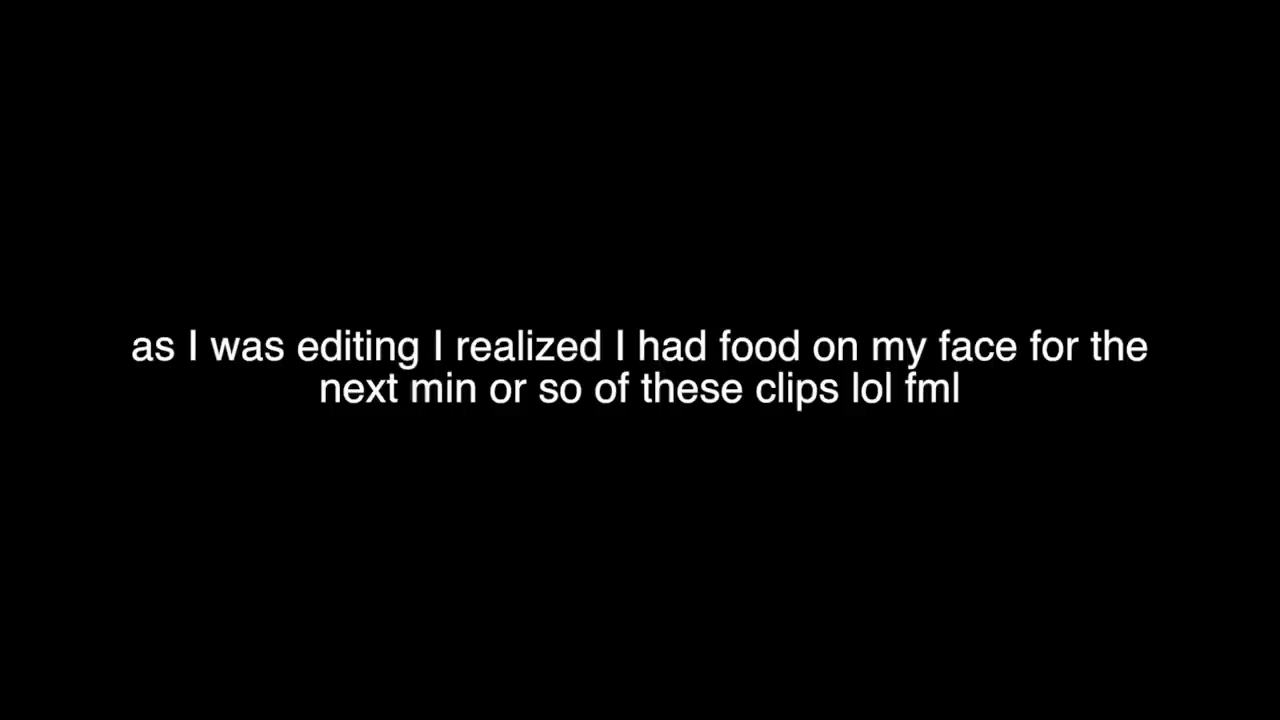 as I was editing I realized I had food on my face for the
next min or so of these clips lol fml